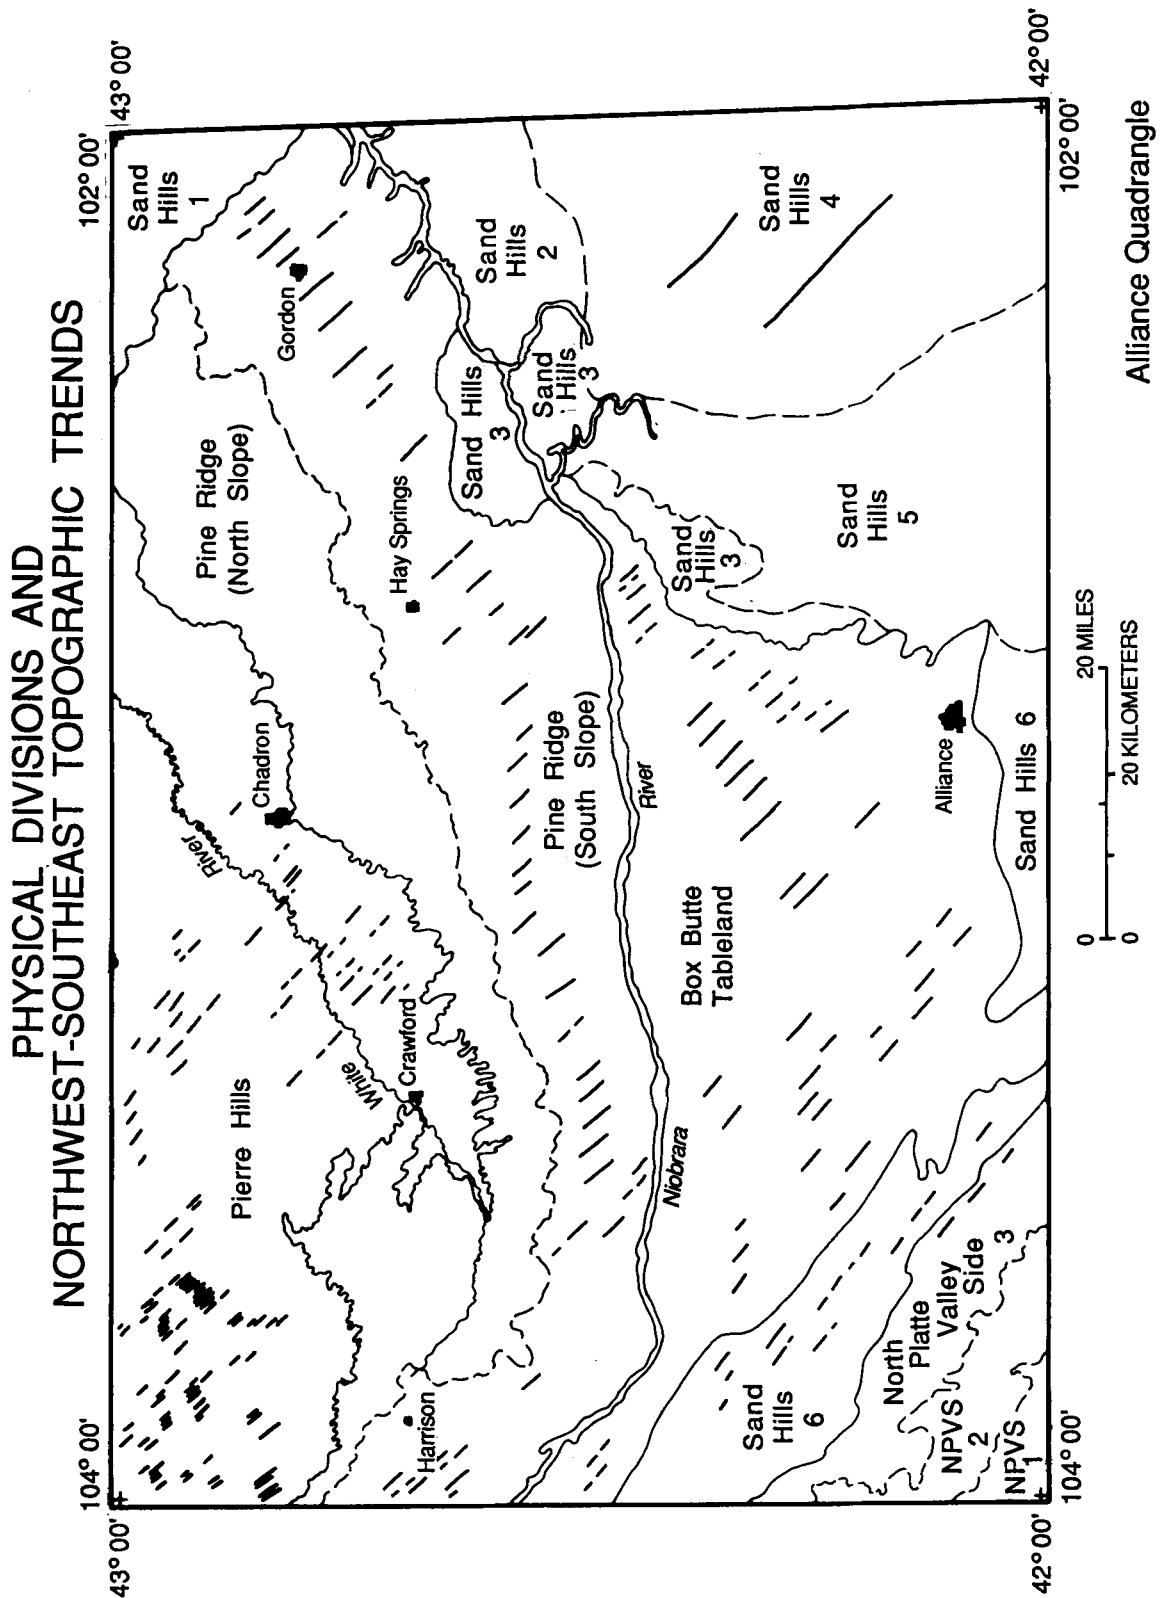 PHYSICAL DIVISIONS AND
NORTHWEST-SOUTHEAST TOPOGRAPHIC TRENDS
104° 00'
102° 00'
43° 00'
43° 00'
Sand
Hills
1
Pine Ridge
(North Slope)
Gordon
Chadron
River
Pierre Hills
White
Crawford
Hay Springs
Harrison
Sand Hills
3
Sand
Hills
2
Sand
Hills
3
Pine Ridge
(South Slope)
River
Niobrara
Sand
Hills
3
Box Butte
Tableland
Sand
Hills
4
Sand
Hills
5
Sand
Hills
6
North
Platte
Valley
Side
3
NPVS
2
NPVS
1
Alliance
Sand Hills 6
42° 00'
42° 00'
104° 00'
102° 00'
0
20 MILES
0
20 KILOMETERS
Alliance Quadrangle